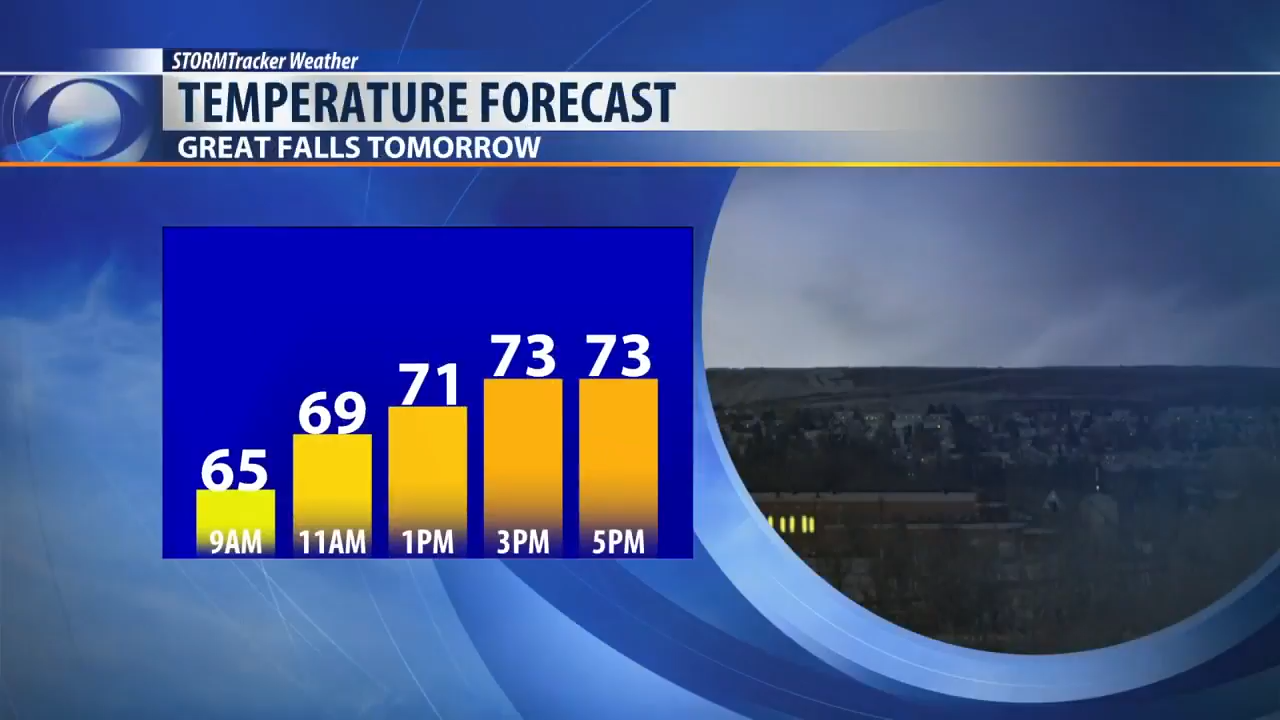 STORMTracker Weather
TEMPERATURE FORECAST
GREAT FALLS TOMORROW
65 69 71 73 73
9AM 11AM 1PM 3PM 5PM